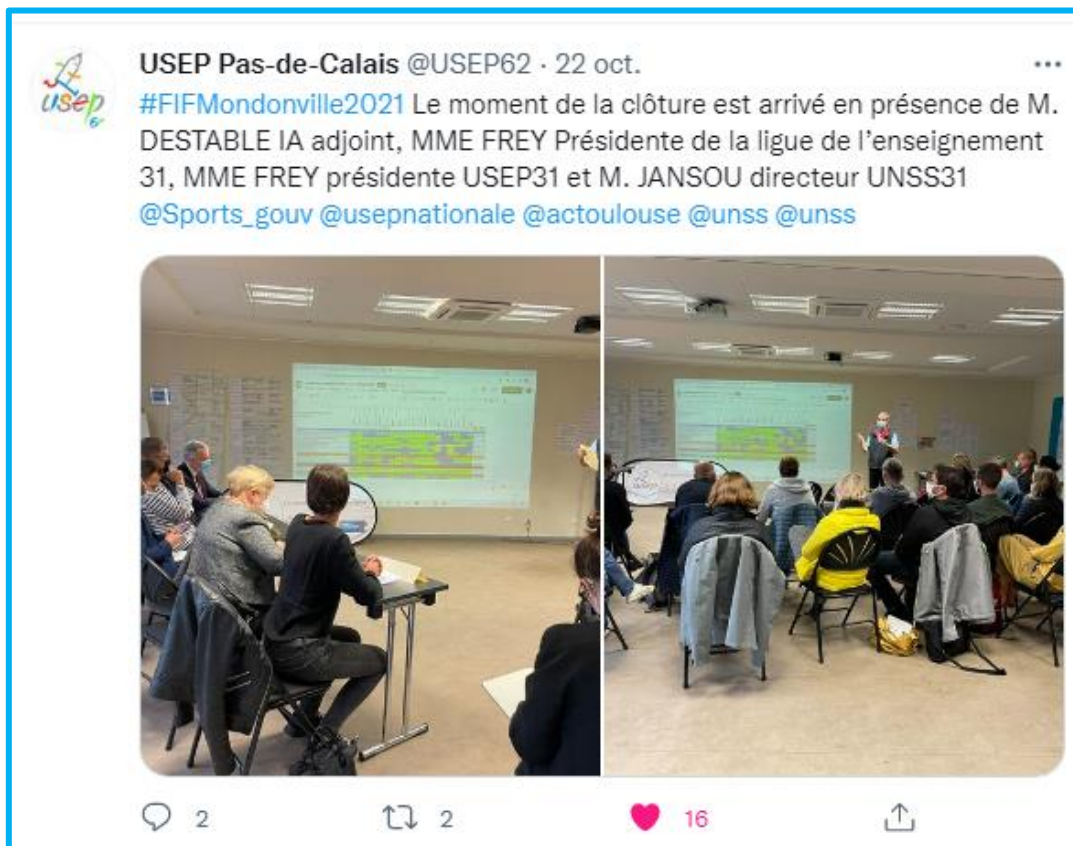 USEP Pas-de-Calais @USEP62 · 22 oct.
#FIFMondonville2021 Le moment de la clôture est arrivé en présence de M.
DESTABLE IA adjoint, MME FREY Présidente de la ligue de l’enseignement
31, MME FREY présidente USEP31 et M. JANSOU directeur UNSS31
@Sports_gouv @usepnationale @actoulouse @unss @unss
usep
2
2
16